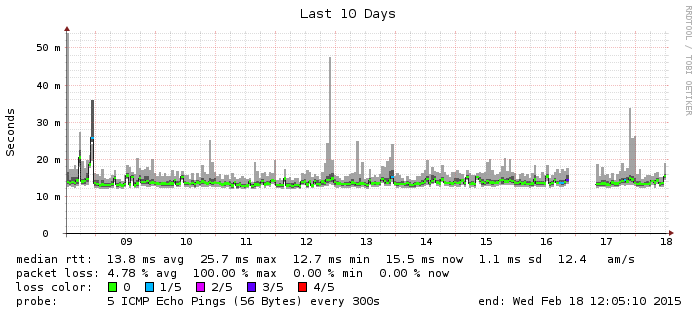 Last 10 Days
RRDTOOL / TOBI OETIKER
Seconds
50 m
40 m
30 m
20 m
10 m
0
09 10 11 12 13 14 15 16 17 18
median rtt: 13.8 ms avg 25.7 ms max 12.7 ms min 15.5 ms now 1.1 ms sd 12.4 am/s
packet loss: 4.78 % avg 100.00 % max 0.00 % min 0.00 % now
loss color: 0 1/5 2/5 3/5 4/5
probe: 5 ICMP Echo Pings (56 Bytes) every 300s end: Wed Feb 18 12:05:10 2015